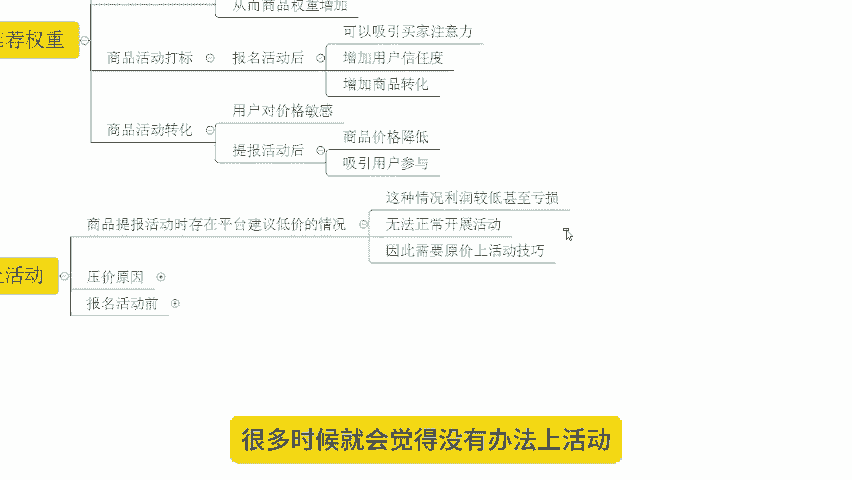 从而商品权重增加
荐权重
商品活动打标
报名活动后
可以吸引买家注意力
增加用户信任度
增加商品转化
商品活动转化
用户对价格敏感
提报活动后
商品价格降低
吸引用户参与
商品提报活动时存在平台建议低价的情况
这种情况利润较低甚至亏损
无法正常开展活动
因此需要原价上活动技巧
上活动
压价原因
报名活动前
很多时候就会觉得没有办法上活动